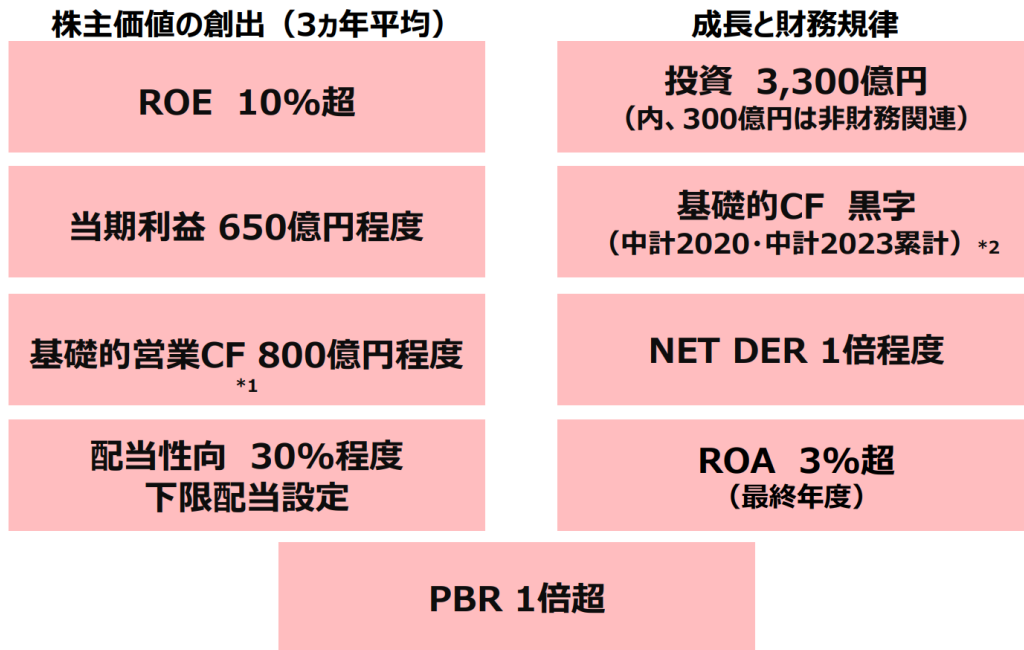 株主価値の創出（3ヵ年平均）
ROE 10%超
当期利益 650億円程度
基礎的営業CF 800億円程度
*1
配当性向 30%程度
下限配当設定
成長と財務規律
投資 3,300億円
（内、300億円は非財務関連）
基礎的CF 黒字
（中計2020･中計2023累計） *2
NET DER 1倍程度
ROA 3%超
（最終年度）
PBR 1倍超